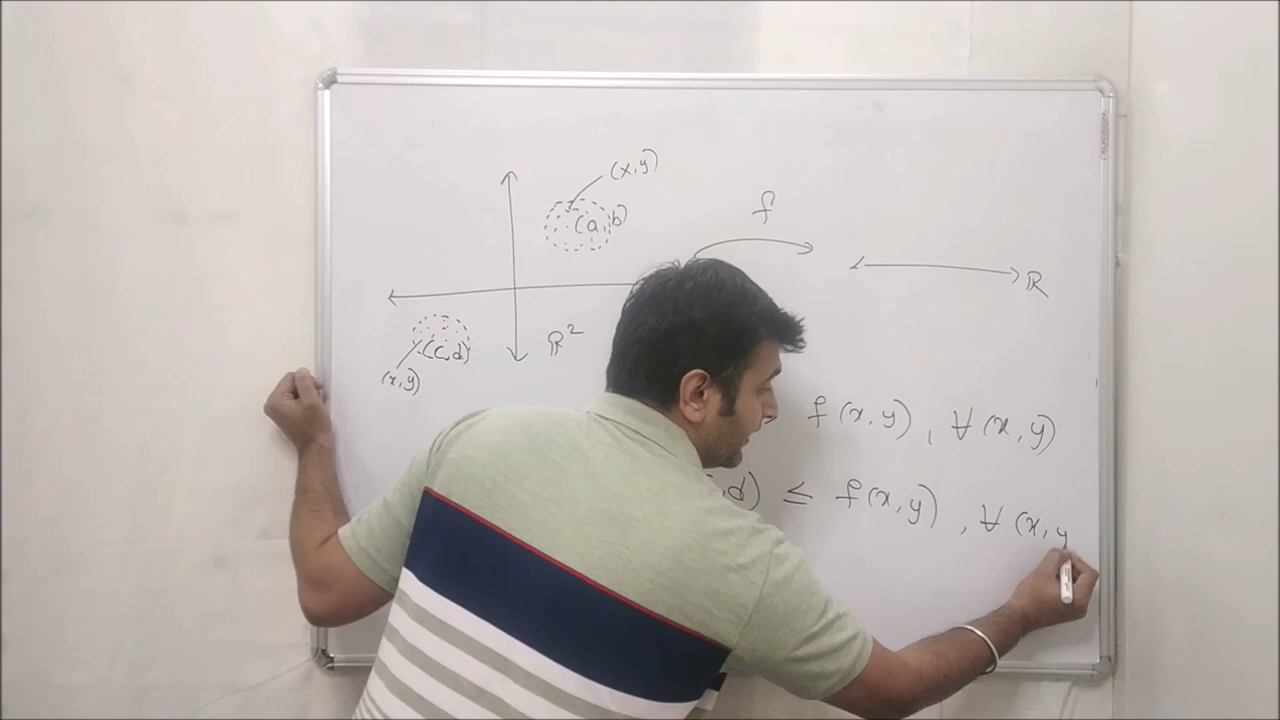 (x,y)
(a,b)
f
R
R²
(c,d)
(x,y)
f(x,y), ∀(x,y)
,d) ≤ f(x,y), ∀(x,y